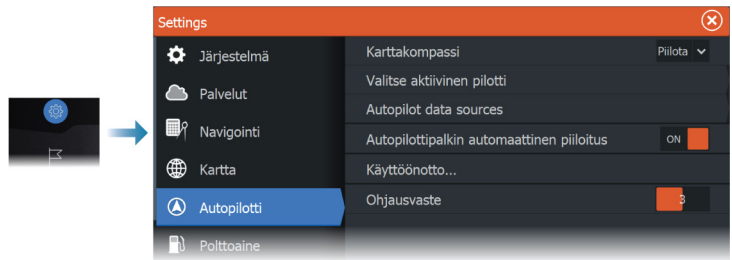 Settings
Järjestelmä
Palvelut
Navigointi
Kartta
Autopilotti
Polttoaine
Karttakompassi Piilota
Valitse aktiivinen pilotti
Autopilot data sources
Autopilottipalkin automaattinen piiloitus ON
Käyttöönotto...
Ohjausvaste 3